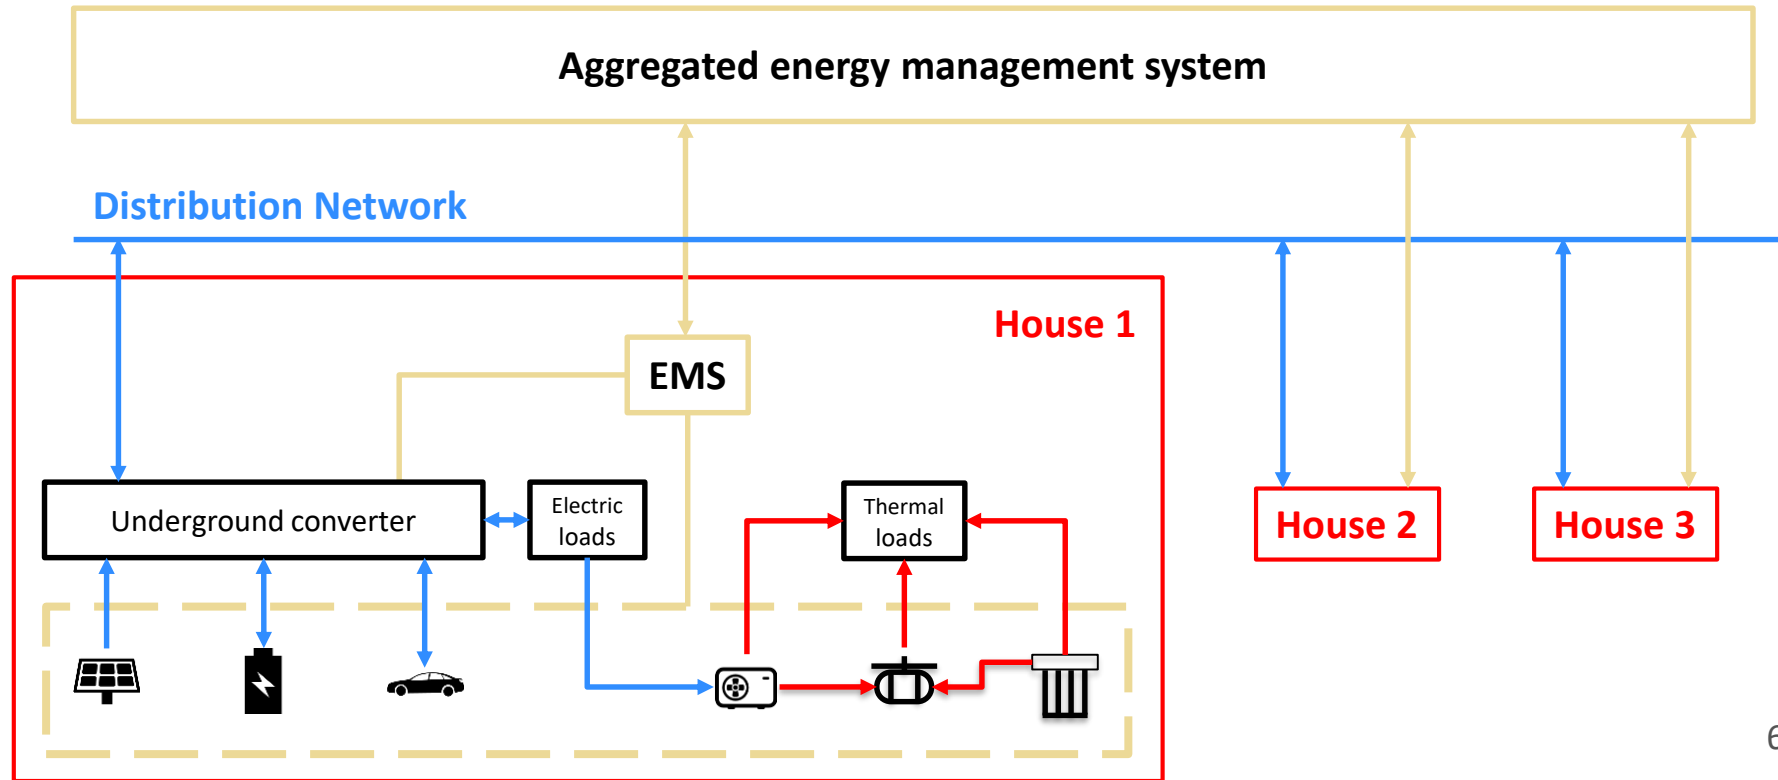 Aggregated energy management system
Distribution Network
House 1
EMS
Underground converter
Electric
loads
Thermal
loads
House 2
House 3
6